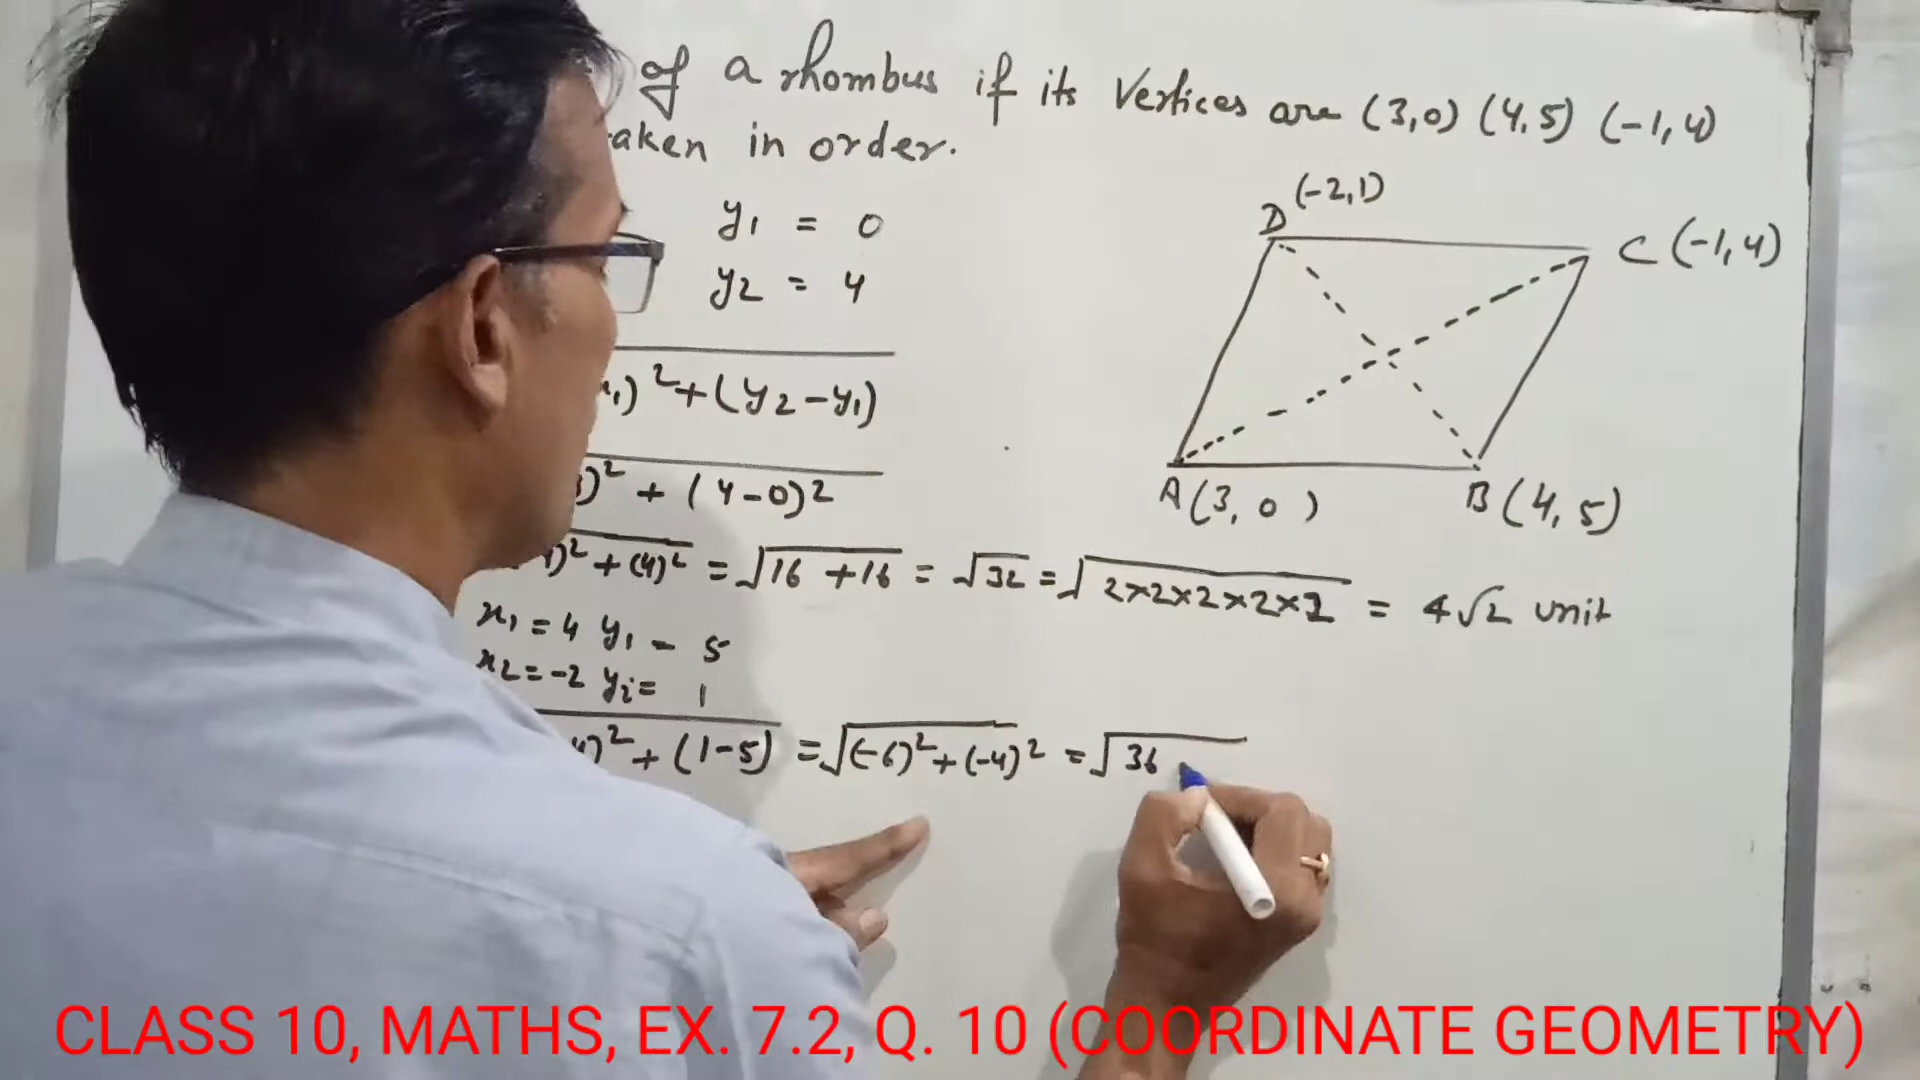 of a rhombus if its vertices are (3,0) (4,5) (-1,4)
taken in order.
y1 = 0
y2 = 4
D (-2,1)
C (-1,4)
A (3, 0 )
B (4, 5)
)² + (y2 - y1)
)² + (4-0)²
)² + (4)² = √16 + 16 = √32 = √2×2×2×2×2 = 4√2 unit
x1 = 4 y1 = 5
x2 = -2 y2 = 1
)² + (1-5) = √(-6)² + (-4)² = √36
CLASS 10, MATHS, EX. 7.2, Q. 10 (COORDINATE GEOMETRY)